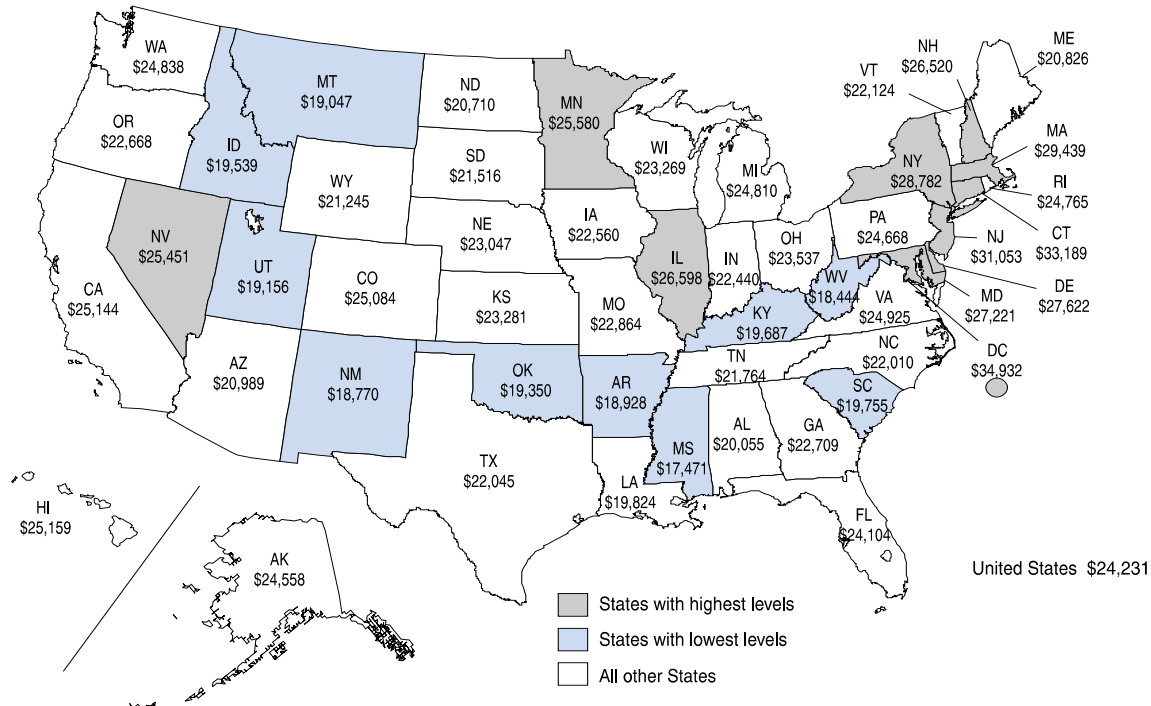 WA
$24,838
OR
$22,668
CA
$25,144
NV
$25,451
ID
$19,539
MT
$19,047
WY
$21,245
UT
$19,156
CO
$25,084
AZ
$20,989
NM
$18,770
ND
$20,710
SD
$21,516
NE
$23,047
KS
$23,281
OK
$19,350
TX
$22,045
MN
$25,580
IA
$22,560
MO
$22,864
AR
$18,928
LA
$19,824
WI
$23,269
IL
$26,598
MI
$24,810
IN
$22,440
OH
$23,537
KY
$19,687
TN
$21,764
MS
$17,471
AL
$20,055
GA
$22,709
FL
$24,104
SC
$19,755
NC
$22,010
VA
$24,925
WV
$18,444
PA
$24,668
NY
$28,782
VT
$22,124
NH
$26,520
ME
$20,826
MA
$29,439
RI
$24,765
CT
$33,189
NJ
$31,053
DE
$27,622
MD
$27,221
DC
$34,932
HI
$25,159
AK
$24,558
United States $24,231
States with highest levels
States with lowest levels
All other States